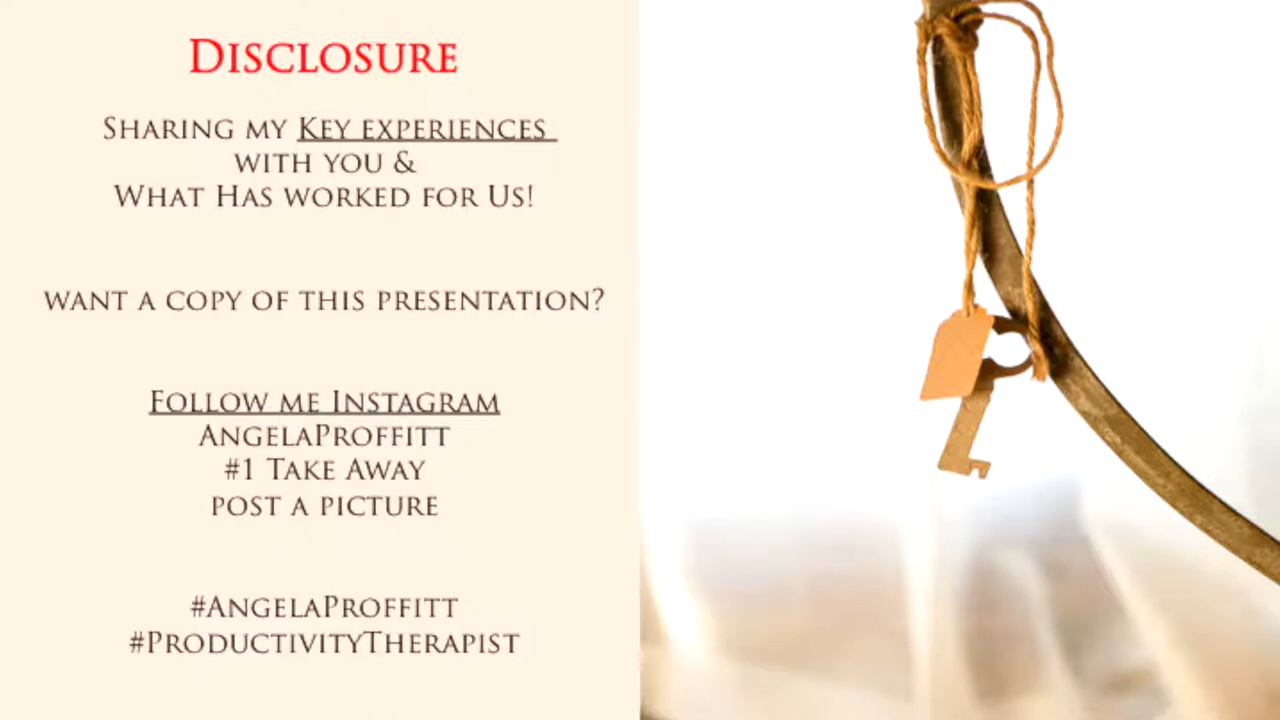 Disclosure
Sharing my Key experiences
with you &
What Has worked for Us!
want a copy of this presentation?
Follow me Instagram
AngelaProffitt
#1 Take Away
post a picture
#AngelaProffitt
#ProductivityTherapist